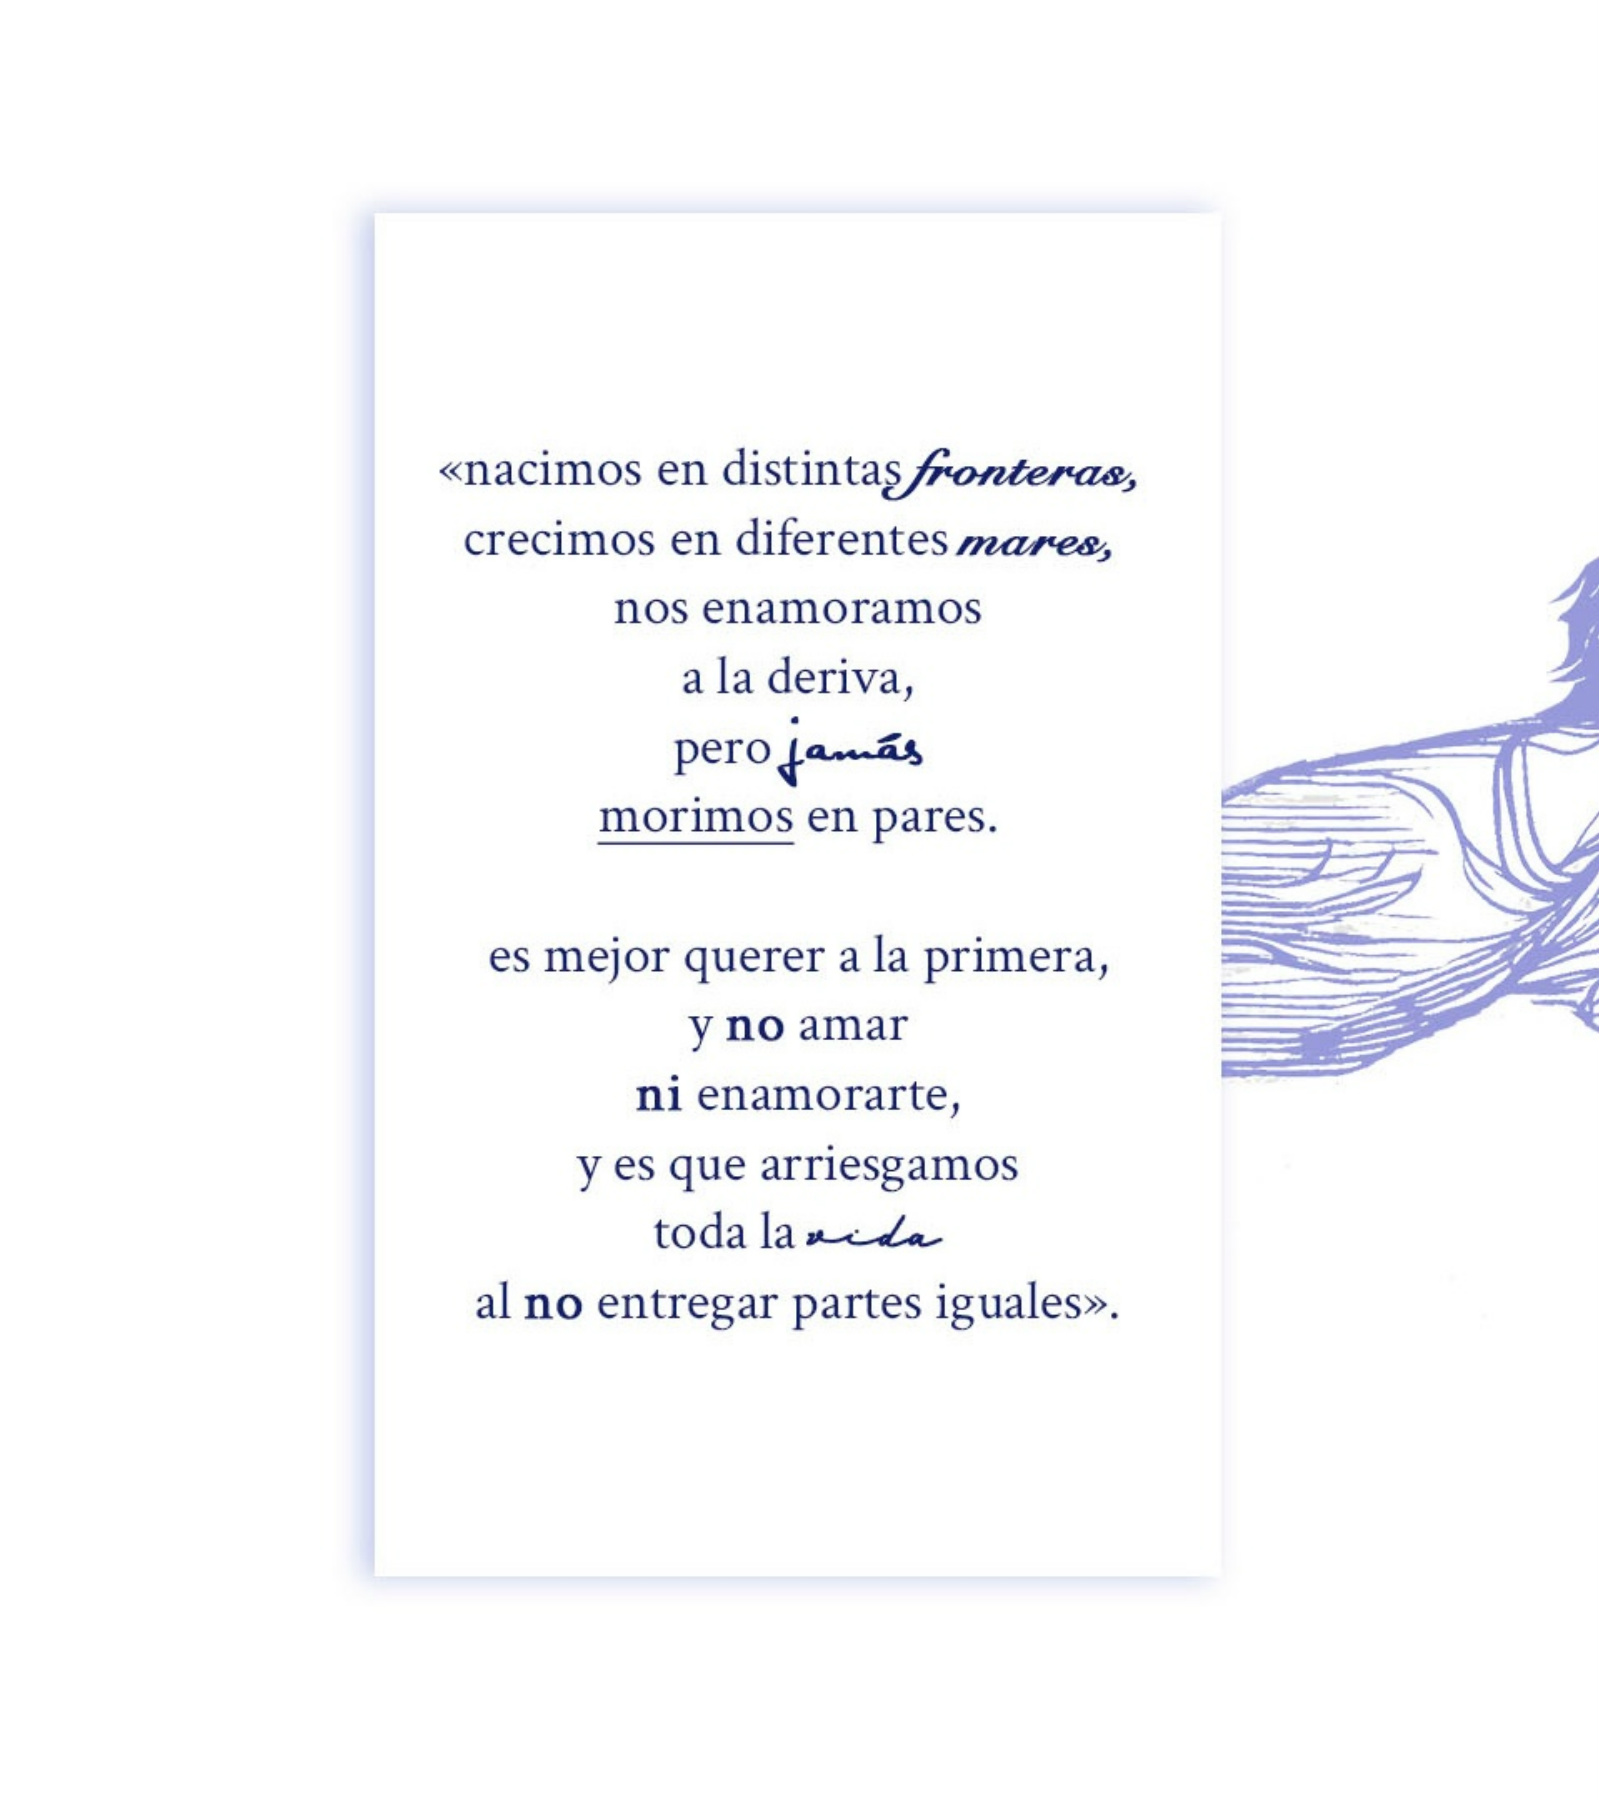 «nacimos en distintas fronteras,
crecimos en diferentes mares,
nos enamoramos
a la deriva,
pero jamás
morimos en pares.
es mejor querer a la primera,
y no amar
ni enamorarte,
y es que arriesgamos
toda la vida
al no entregar partes iguales».